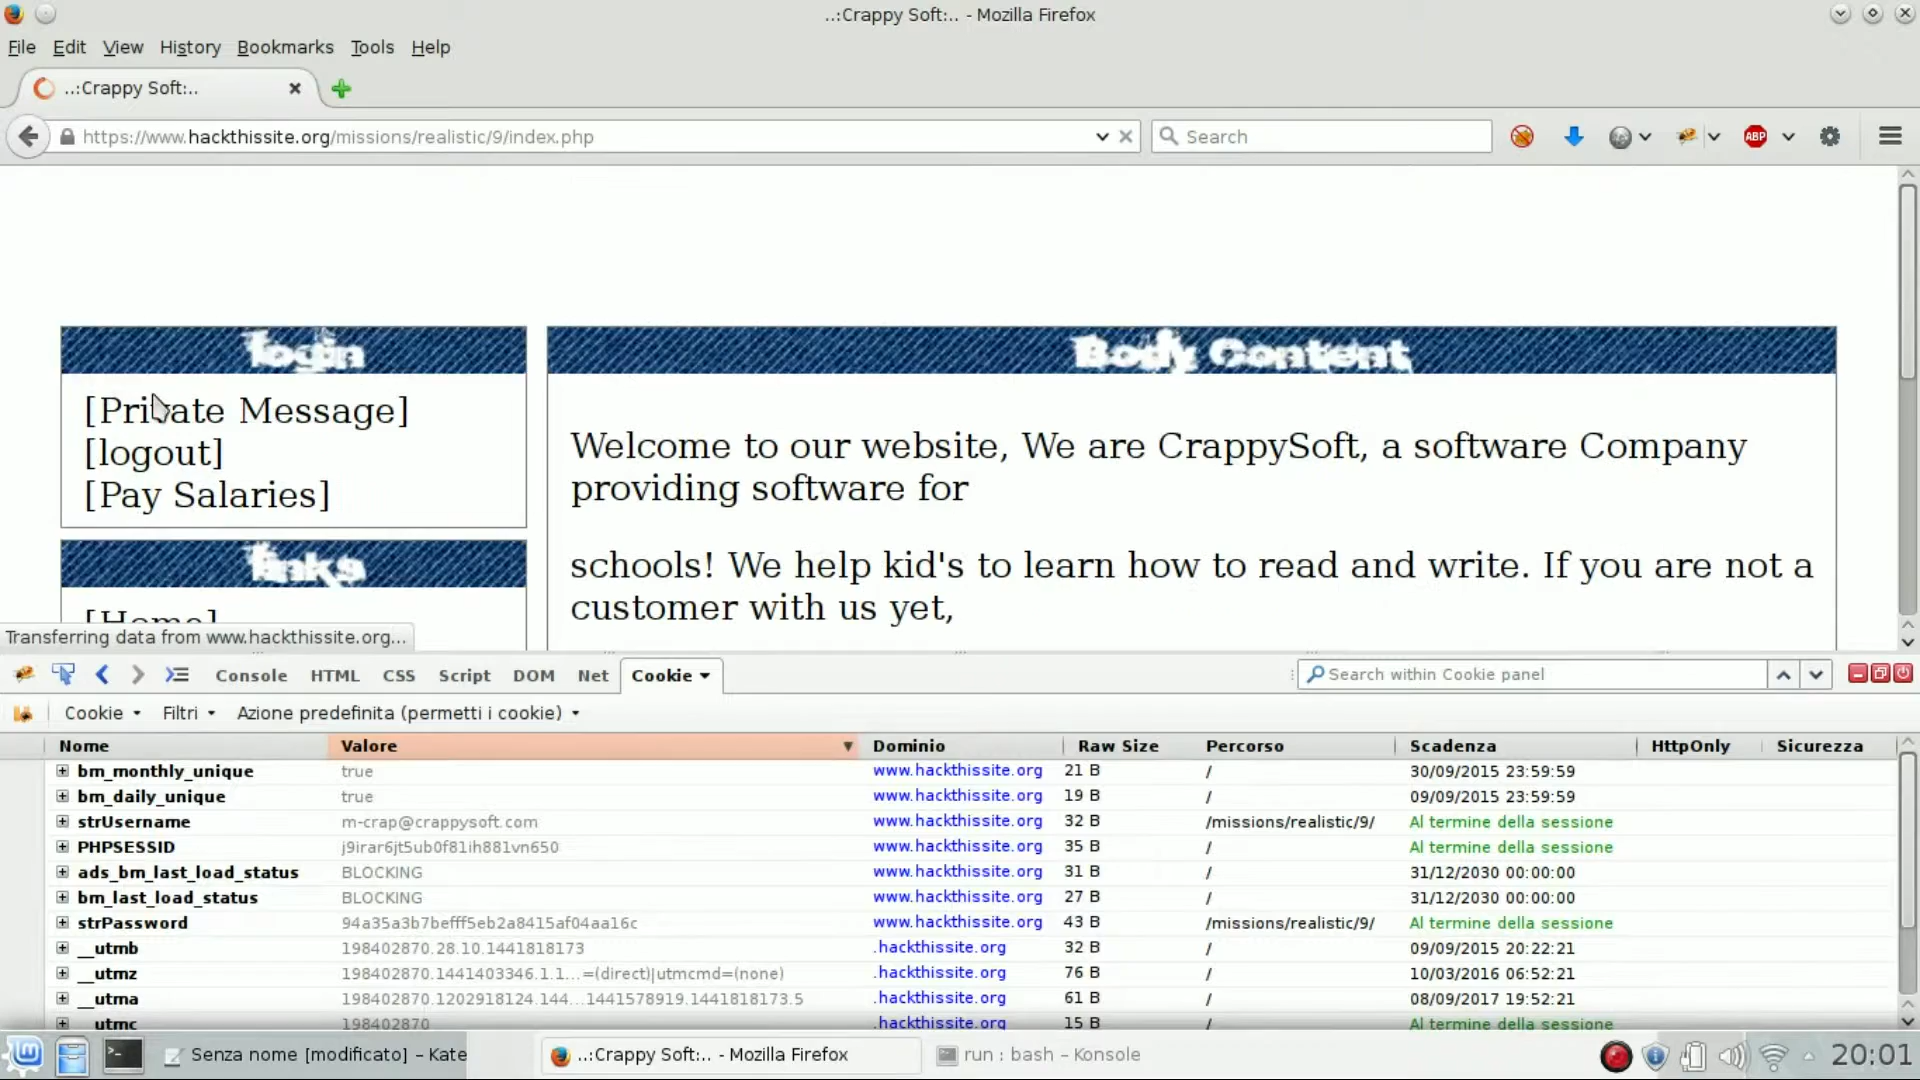 ..:Crappy Soft:.. - Mozilla Firefox
File Edit View History Bookmarks Tools Help
..:Crappy Soft:..
https://www.hackthissite.org/missions/realistic/9/index.php
Search
ABP
login
Body Content
[Private Message]
[logout]
[Pay Salaries]
Welcome to our website, We are CrappySoft, a software Company
providing software for
schools! We help kid's to learn how to read and write. If you are not a
customer with us yet,
links
[Home]
Transferring data from www.hackthissite.org...
Console HTML CSS Script DOM Net Cookie
Search within Cookie panel
Cookie Filtri Azione predefinita (permetti i cookie)
Nome Valore Dominio Raw Size Percorso Scadenza HttpOnly Sicurezza
bm_monthly_unique true www.hackthissite.org 21 B / 30/09/2015 23:59:59
bm_daily_unique true www.hackthissite.org 19 B / 09/09/2015 23:59:59
strUsername m-crap@crappysoft.com www.hackthissite.org 32 B /missions/realistic/9/ Al termine della sessione
PHPSESSID j9irar6jt5ub0f81ih881vn650 www.hackthissite.org 35 B / Al termine della sessione
ads_bm_last_load_status BLOCKING www.hackthissite.org 31 B / 31/12/2030 00:00:00
bm_last_load_status BLOCKING www.hackthissite.org 27 B / 31/12/2030 00:00:00
strPassword 94a35a3b7befff5eb2a8415af04aa16c www.hackthissite.org 43 B /missions/realistic/9/ Al termine della sessione
__utmb 198402870.28.10.1441818173 .hackthissite.org 32 B / 09/09/2015 20:22:21
__utmz 198402870.1441403346.1.1...=(direct)|utmcmd=(none) .hackthissite.org 76 B / 10/03/2016 06:52:21
__utma 198402870.1202918124.144...1441578919.1441818173.5 .hackthissite.org 61 B / 08/09/2017 19:52:21
__utmc 198402870 .hackthissite.org 15 B / Al termine della sessione
Senza nome [modificato] – Kate
..:Crappy Soft:.. - Mozilla Firefox
run : bash – Konsole
20:01